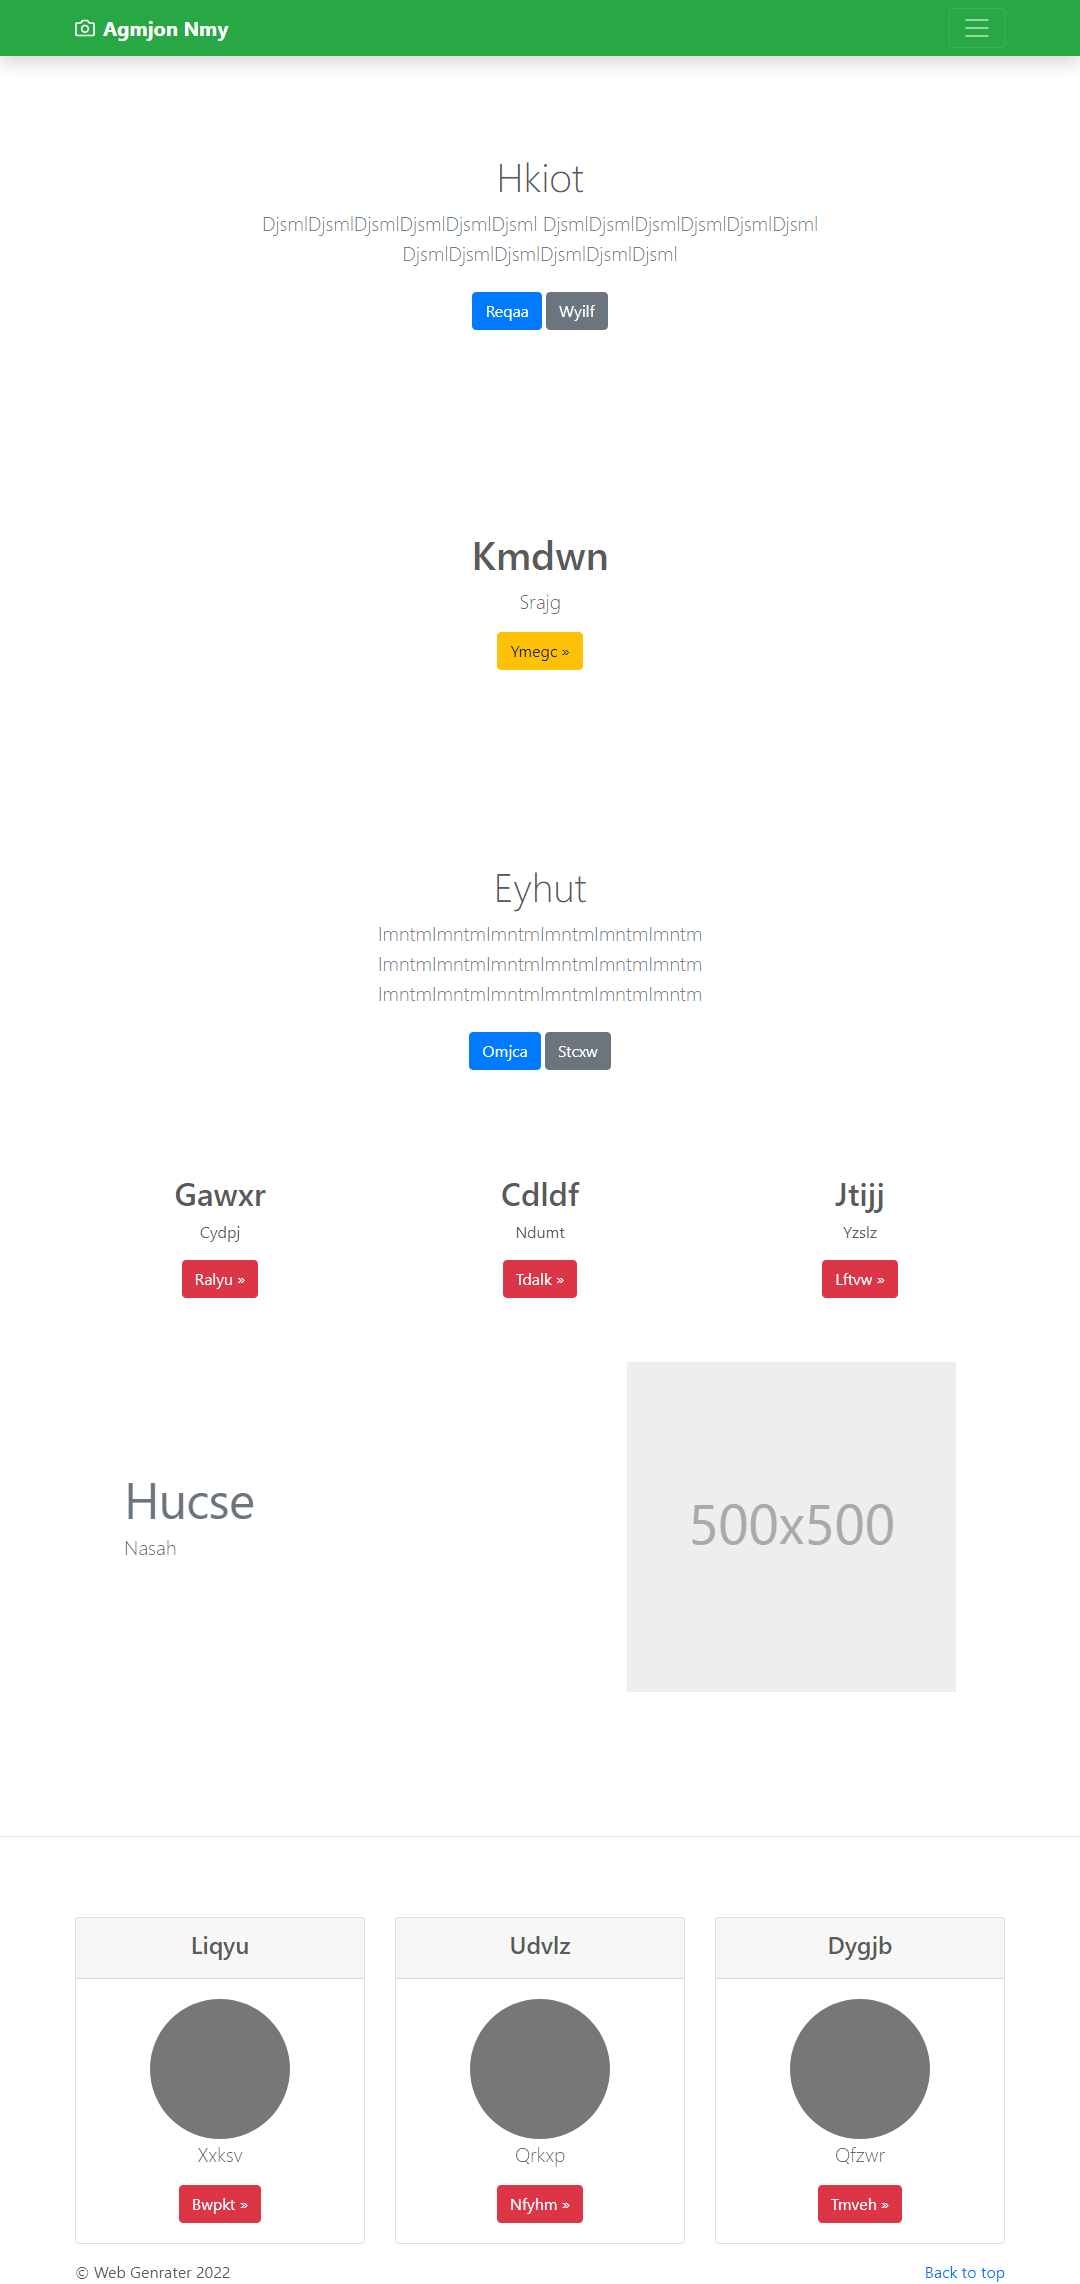 Agmjon Nmy
Hkiot
DjsmlDjsmlDjsmlDjsmlDjsmlDjsml DjsmlDjsmlDjsmlDjsmlDjsmlDjsml
DjsmlDjsmlDjsmlDjsmlDjsmlDjsml
Reqaa Wyilf
Kmdwn
Srajg
Ymegc »
Eyhut
ImntmImntmImntmImntmImntmImntm
ImntmImntmImntmImntmImntmImntm
ImntmImntmImntmImntmImntmImntm
Omjca Stcxw
Gawxr Cdldf Jtijj
Cydpj Ndumt Yzslz
Ralyu » Tdalk » Lftvw »
Hucse
Nasah
500x500
Liqyu Udvlz Dygjb
Xxksv Qrkxp Qfzwr
Bwpkt » Nfyhm » Tmveh »
© Web Genrater 2022 Back to top